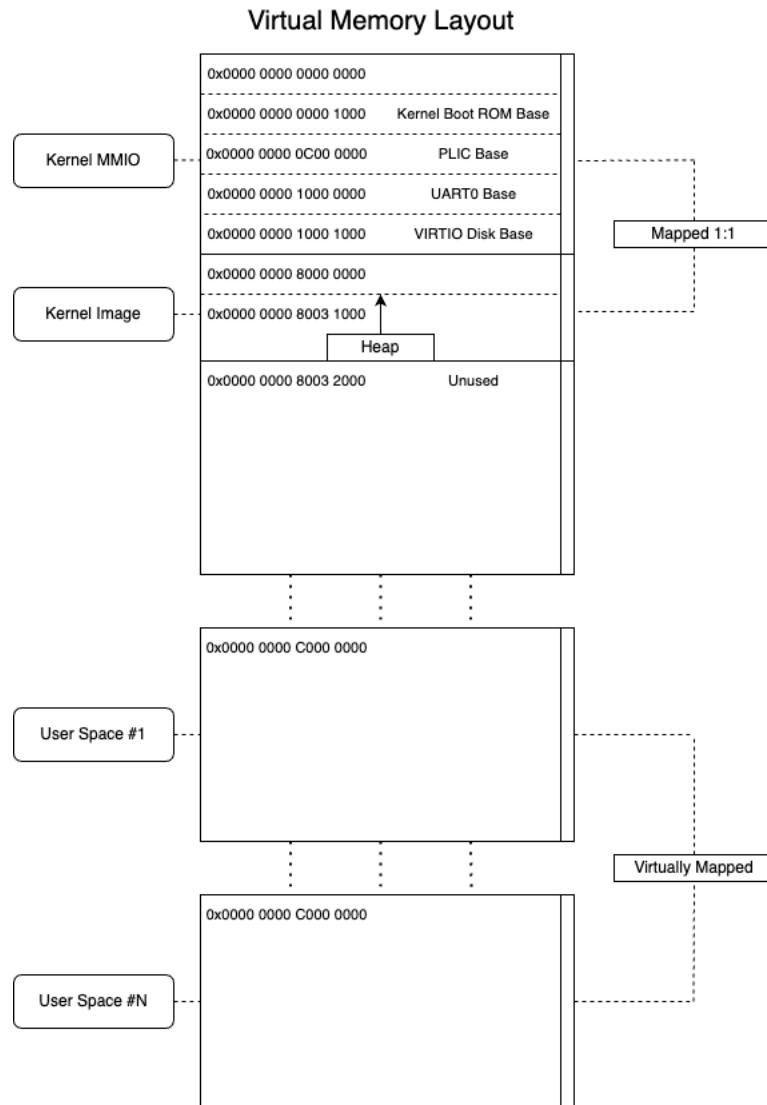 Virtual Memory Layout
0x0000 0000 0000 0000
0x0000 0000 0000 1000 Kernel Boot ROM Base
Kernel MMIO
0x0000 0000 0C00 0000 PLIC Base
0x0000 0000 1000 0000 UART0 Base
0x0000 0000 1000 1000 VIRTIO Disk Base
Mapped 1:1
0x0000 0000 8000 0000
Kernel Image
0x0000 0000 8003 1000
Heap
0x0000 0000 8003 2000 Unused
0x0000 0000 C000 0000
User Space #1
Virtually Mapped
0x0000 0000 C000 0000
User Space #N